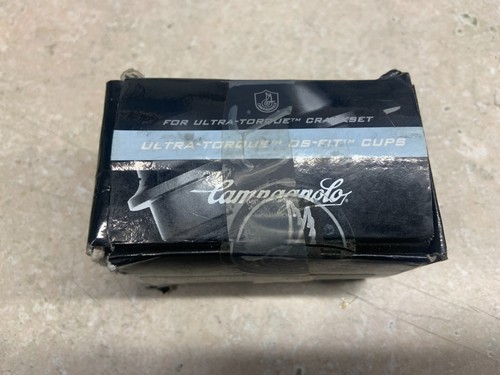 FOR ULTRA-TORQUE™ CRANKSET
ULTRA-TORQUE™ OS-FIT™ CUPS
Campagnolo